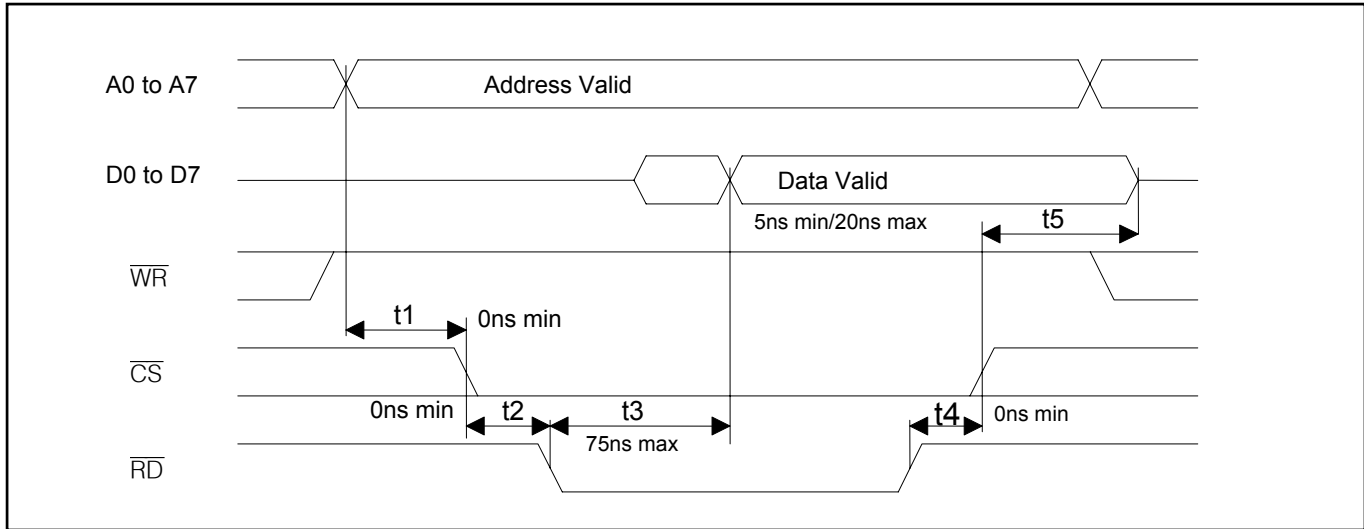 A0 to A7
Address Valid
D0 to D7
Data Valid
5ns min/20ns max
t5
WR
t1
0ns min
CS
0ns min
t2
t3
t4
0ns min
75ns max
RD